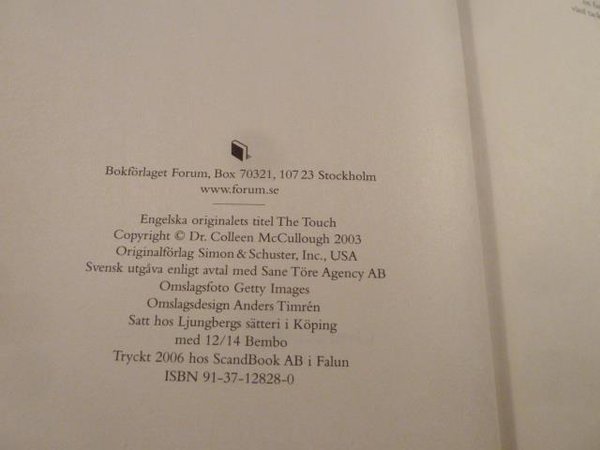 Bokförlaget Forum, Box 70321, 107 23 Stockholm
www.forum.se
Engelska originalets titel The Touch
Copyright © Dr. Colleen McCullough 2003
Originalförlag Simon & Schuster, Inc., USA
Svensk utgåva enligt avtal med Sane Töre Agency AB
Omslagsfoto Getty Images
Omslagsdesign Anders Timrén
Satt hos Ljungbergs sätteri i Köping
med 12/14 Bembo
Tryckt 2006 hos ScandBook AB i Falun
ISBN 91-37-12828-0